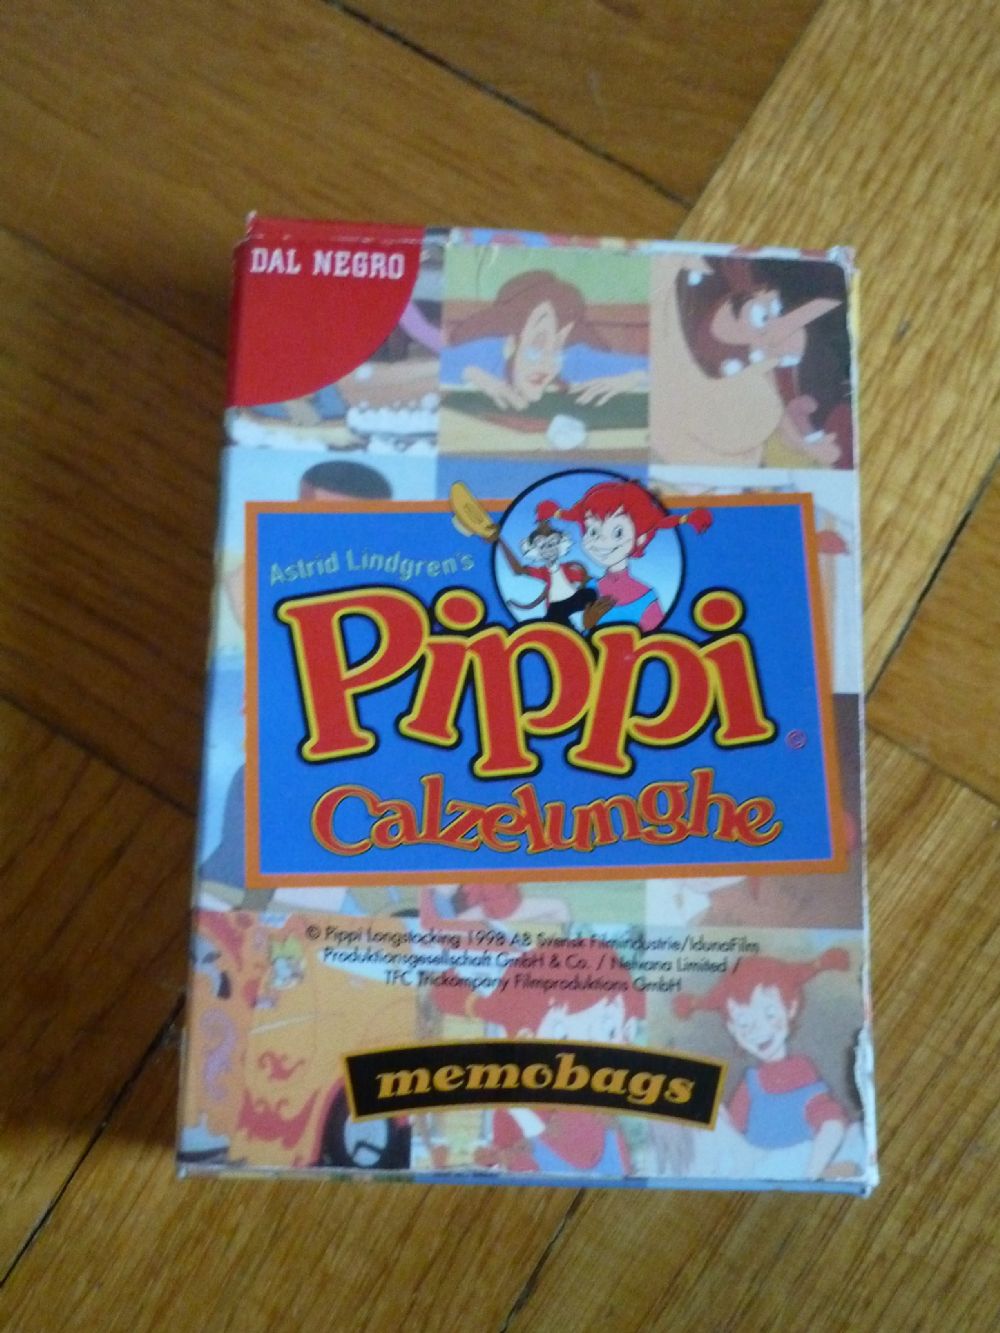 DAL NEGRO
Astrid Lindgren's
Pippi
©
Calzelunghe
© Pippi Longstocking 1998 AB Svensk Filmindustrie/IdunaFilm
Produktionsgesellschaft GmbH & Co. / Nelvana Limited /
TFC Trickompany Filmproduktions GmbH
memobags